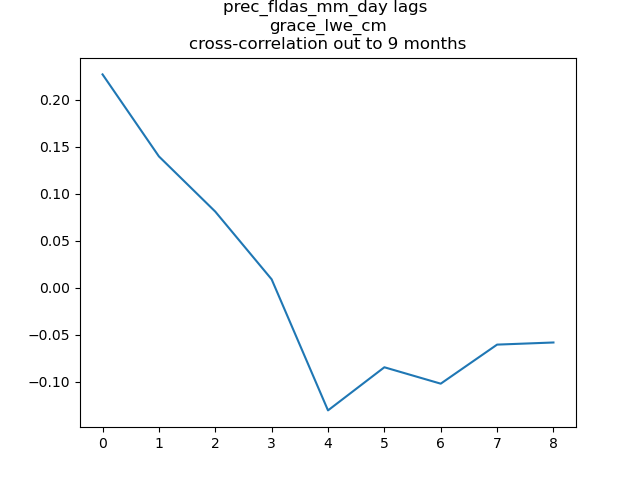 prec_fldas_mm_day lags
grace_lwe_cm
cross-correlation out to 9 months
0.20
0.15
0.10
0.05
0.00
−0.05
−0.10
0 1 2 3 4 5 6 7 8